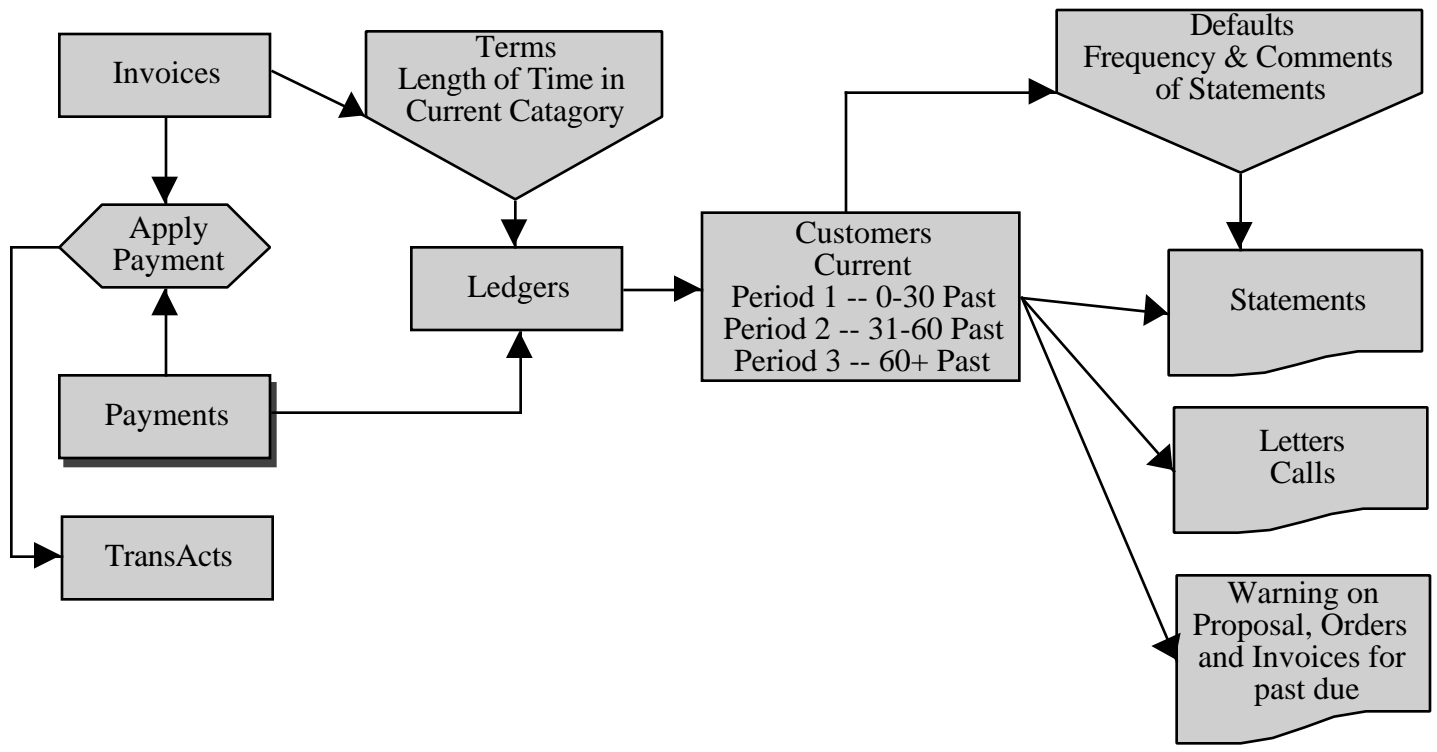 Invoices
Terms
Length of Time in
Current Catagory
Defaults
Frequency & Comments
of Statements
Apply
Payment
Ledgers
Customers
Current
Period 1 -- 0-30 Past
Period 2 -- 31-60 Past
Period 3 -- 60+ Past
Statements
Payments
Letters
Calls
TransActs
Warning on
Proposal, Orders
and Invoices for
past due